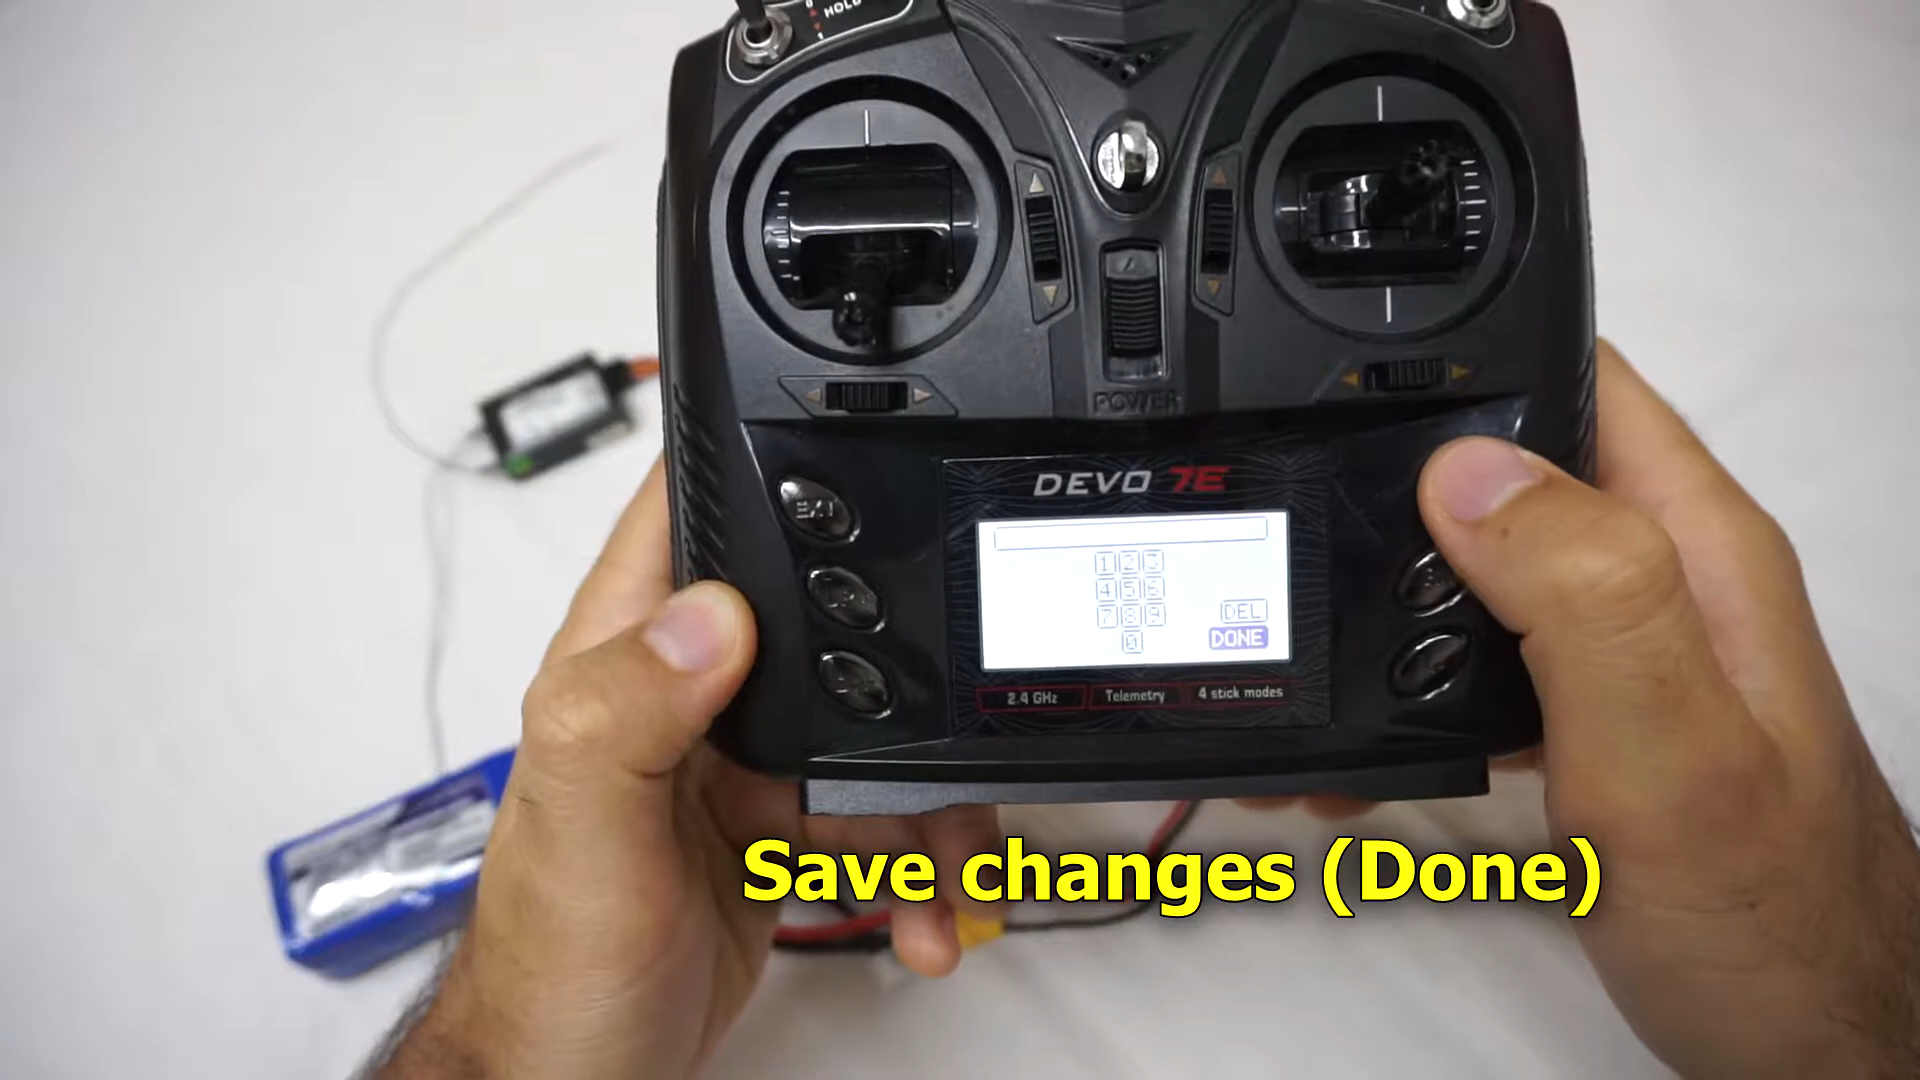 HOLD
POWER
DEVO 7E
EXT
1 2 3
4 5 6
7 8 9
DEL
0
DONE
2.4 GHz
Telemetry
4 stick modes
Save changes (Done)